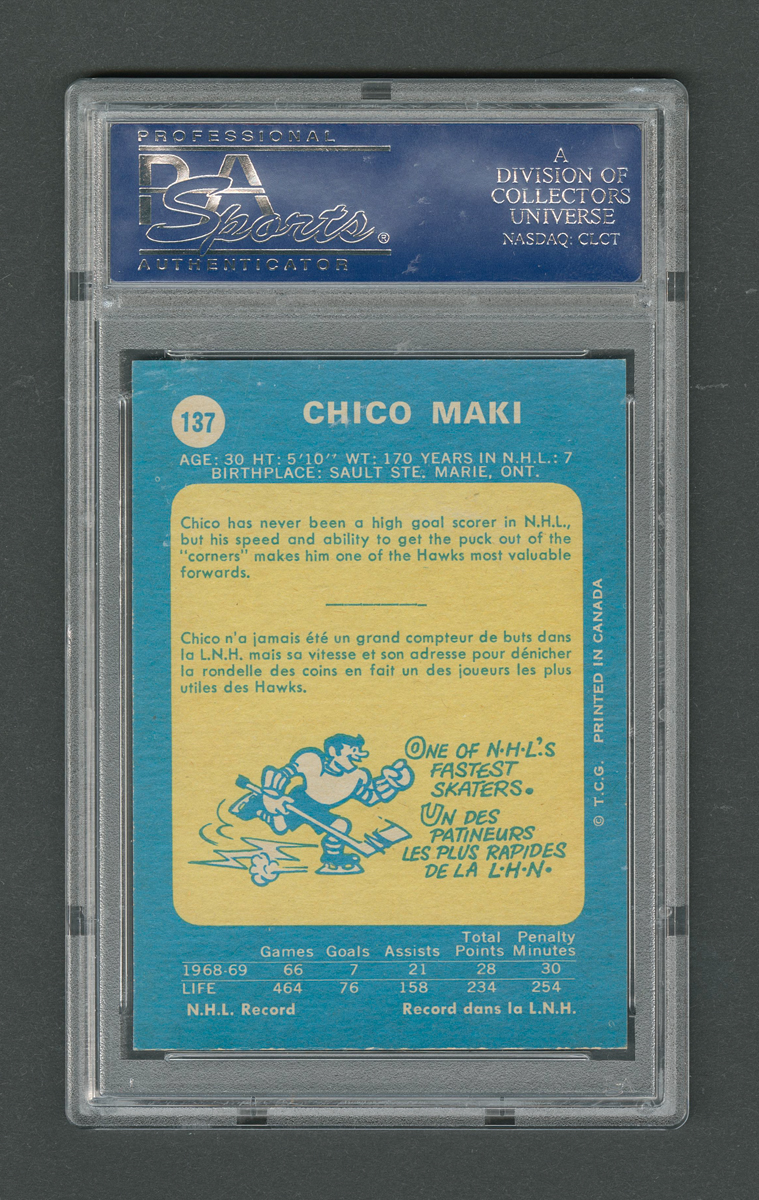 PROFESSIONAL
PSA
Sports®
AUTHENTICATOR
A
DIVISION OF
COLLECTORS
UNIVERSE
NASDAQ: CLCT
137
CHICO MAKI
AGE: 30 HT: 5'10'' WT: 170 YEARS IN N.H.L.: 7
BIRTHPLACE: SAULT STE. MARIE, ONT.
Chico has never been a high goal scorer in N.H.L.,
but his speed and ability to get the puck out of the
"corners" makes him one of the Hawks most valuable
forwards.
Chico n'a jamais été un grand compteur de buts dans
la L.N.H. mais sa vitesse et son adresse pour dénicher
la rondelle des coins en fait un des joueurs les plus
utiles des Hawks.
ONE OF N·H·L'.S
FASTEST
SKATERS.
UN DES
PATINEURS
LES PLUS RAPIDES
DE LA L·H·N·
© T.C.G. PRINTED IN CANADA
Total Penalty
Games Goals Assists Points Minutes
1968-69 66 7 21 28 30
LIFE 464 76 158 234 254
N.H.L. Record Record dans la L.N.H.